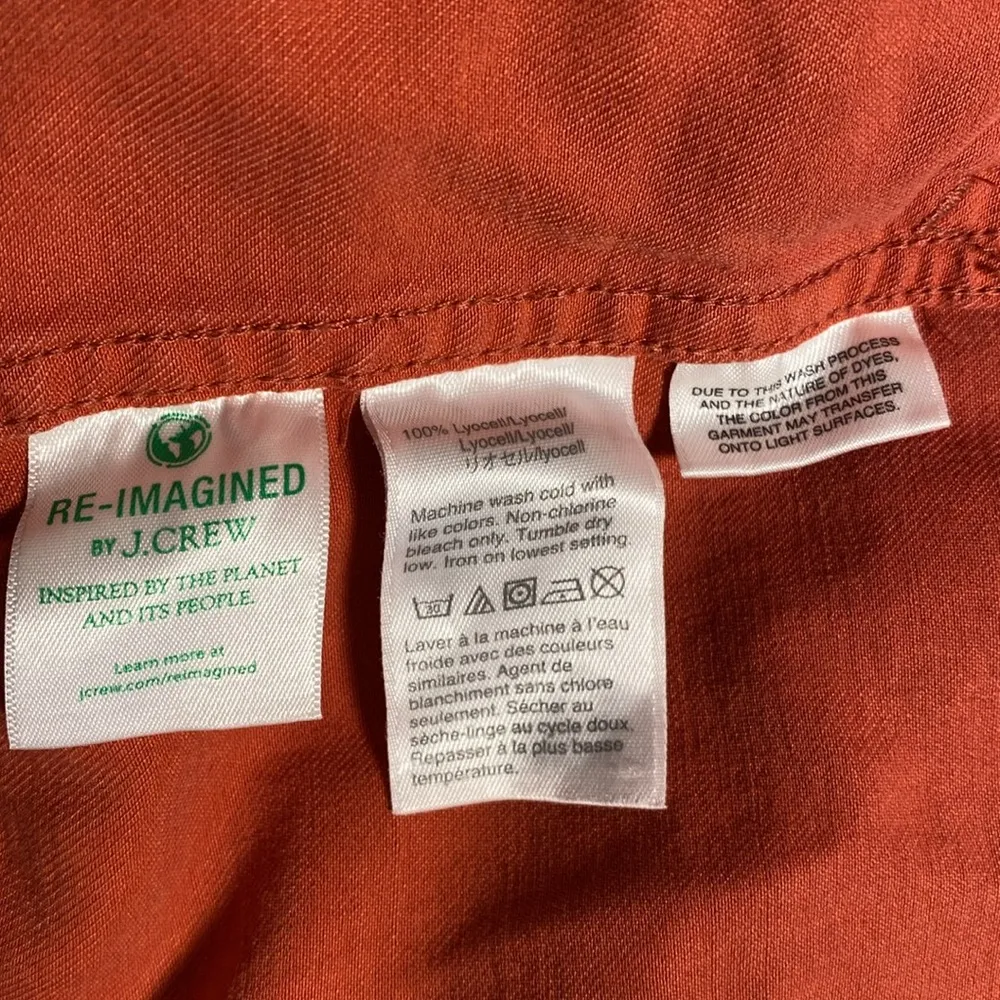 RE-IMAGINED
BY J.CREW
INSPIRED BY THE PLANET
AND ITS PEOPLE.
Learn more at
jcrew.com/reimagined
100% Lyocell/Lyocell/
Lyocell/Lyocell/
リオセル/lyocell
Machine wash cold with
like colors. Non-chlorine
bleach only. Tumble dry
low. Iron on lowest setting.
30
Laver à la machine à l'eau
froide avec des couleurs
similaires. Agent de
blanchiment sans chlore
seulement. Sécher au
sèche-linge au cycle doux.
Repasser à la plus basse
température.
DUE TO THIS WASH PROCESS
AND THE NATURE OF DYES,
THE COLOR FROM THIS
GARMENT MAY TRANSFER
ONTO LIGHT SURFACES.